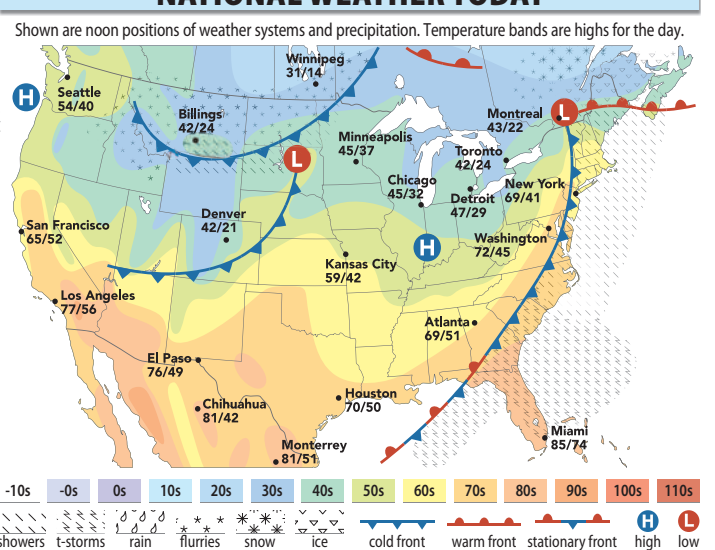 NATIONAL WEATHER TODAY
Shown are noon positions of weather systems and precipitation. Temperature bands are highs for the day.
Winnipeg
31/14
H
Seattle
54/40
Billings
42/24
Montreal
43/22
L
Minneapolis
45/37
L
Toronto
42/24
Chicago
45/32
Detroit
47/29
New York
69/41
Denver
42/21
San Francisco
65/52
H
Washington
72/45
Kansas City
59/42
Los Angeles
77/56
Atlanta
69/51
El Paso
76/49
Houston
70/50
Chihuahua
81/42
Miami
85/74
Monterrey
81/51
-10s -0s 0s 10s 20s 30s 40s 50s 60s 70s 80s 90s 100s 110s
H L
showers t-storms rain flurries snow ice cold front warm front stationary front high low